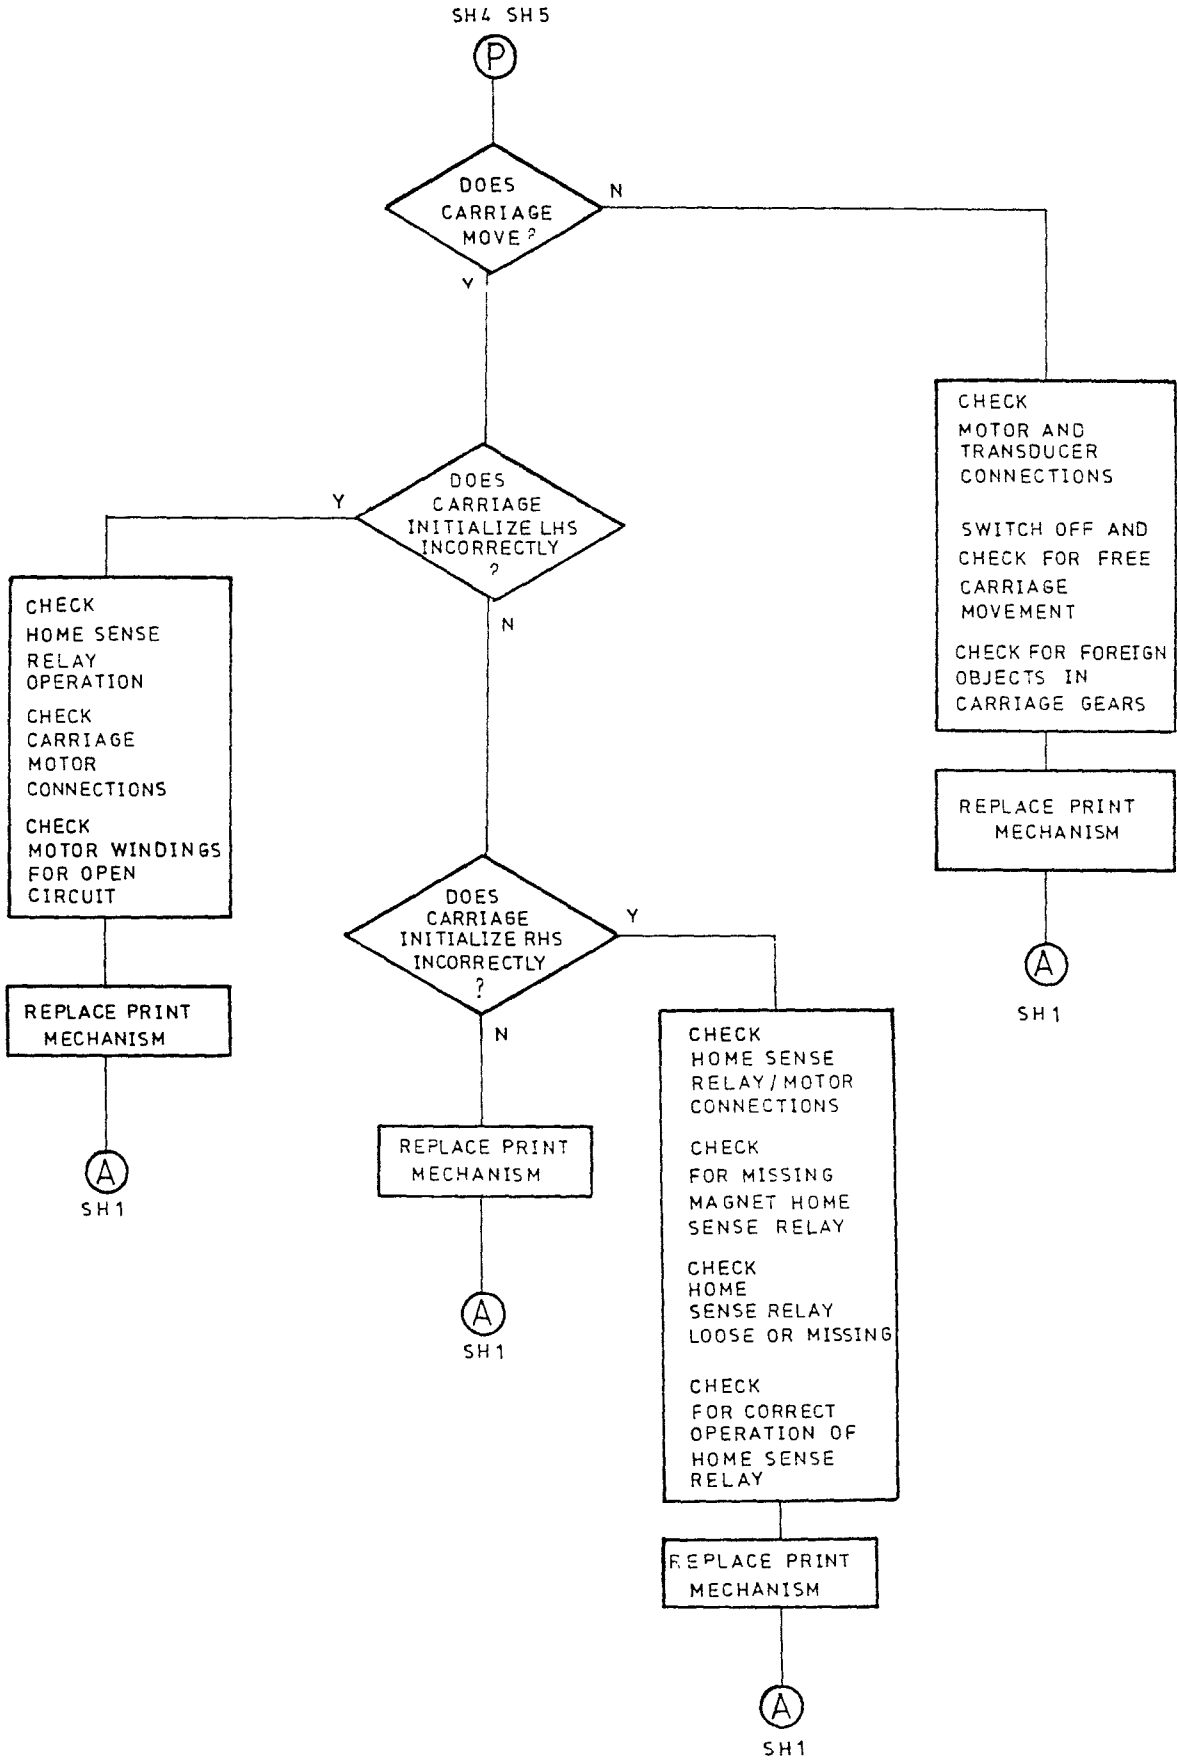 SH4 SH5
P
DOES
CARRIAGE
MOVE?
N
Y
CHECK
MOTOR AND
TRANSDUCER
CONNECTIONS
SWITCH OFF AND
CHECK FOR FREE
CARRIAGE
MOVEMENT
CHECK FOR FOREIGN
OBJECTS IN
CARRIAGE GEARS
REPLACE PRINT
MECHANISM
A
SH1
DOES
CARRIAGE
INITIALIZE LHS
INCORRECTLY
?
Y
N
CHECK
HOME SENSE
RELAY
OPERATION
CHECK
CARRIAGE
MOTOR
CONNECTIONS
CHECK
MOTOR WINDINGS
FOR OPEN
CIRCUIT
REPLACE PRINT
MECHANISM
A
SH1
DOES
CARRIAGE
INITIALIZE RHS
INCORRECTLY
?
Y
N
REPLACE PRINT
MECHANISM
A
SH1
CHECK
HOME SENSE
RELAY/MOTOR
CONNECTIONS
CHECK
FOR MISSING
MAGNET HOME
SENSE RELAY
CHECK
HOME
SENSE RELAY
LOOSE OR MISSING
CHECK
FOR CORRECT
OPERATION OF
HOME SENSE
RELAY
REPLACE PRINT
MECHANISM
A
SH1